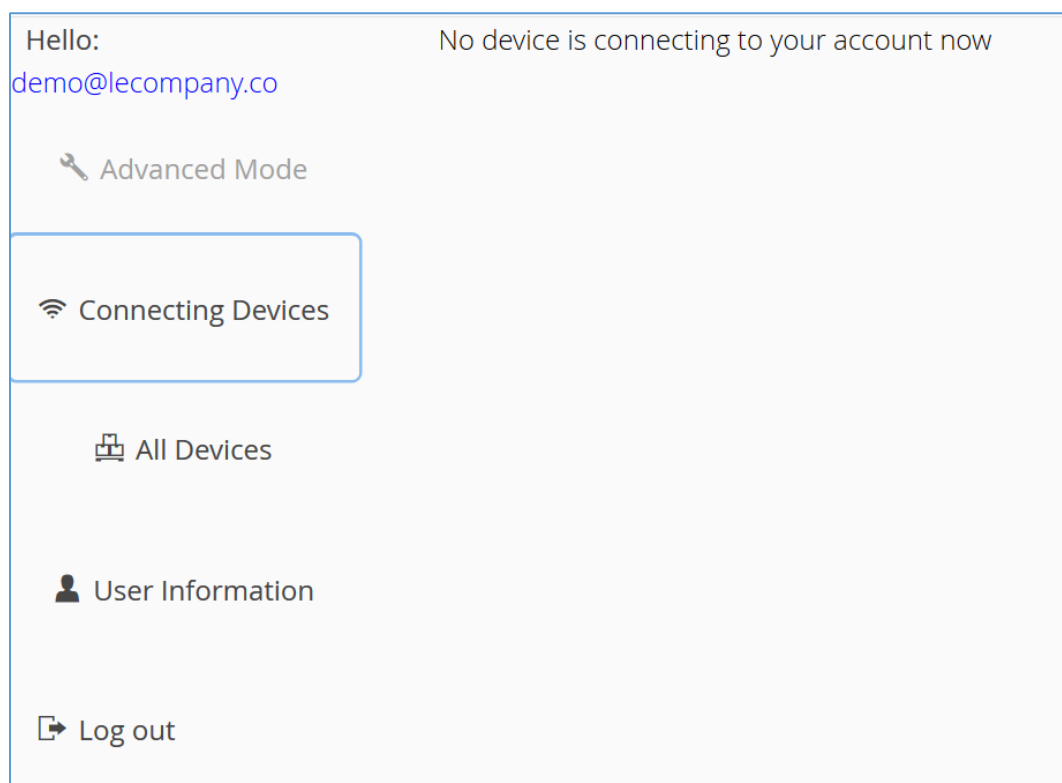 Hello:
demo@lecompany.co
No device is connecting to your account now
Advanced Mode
Connecting Devices
All Devices
User Information
Log out